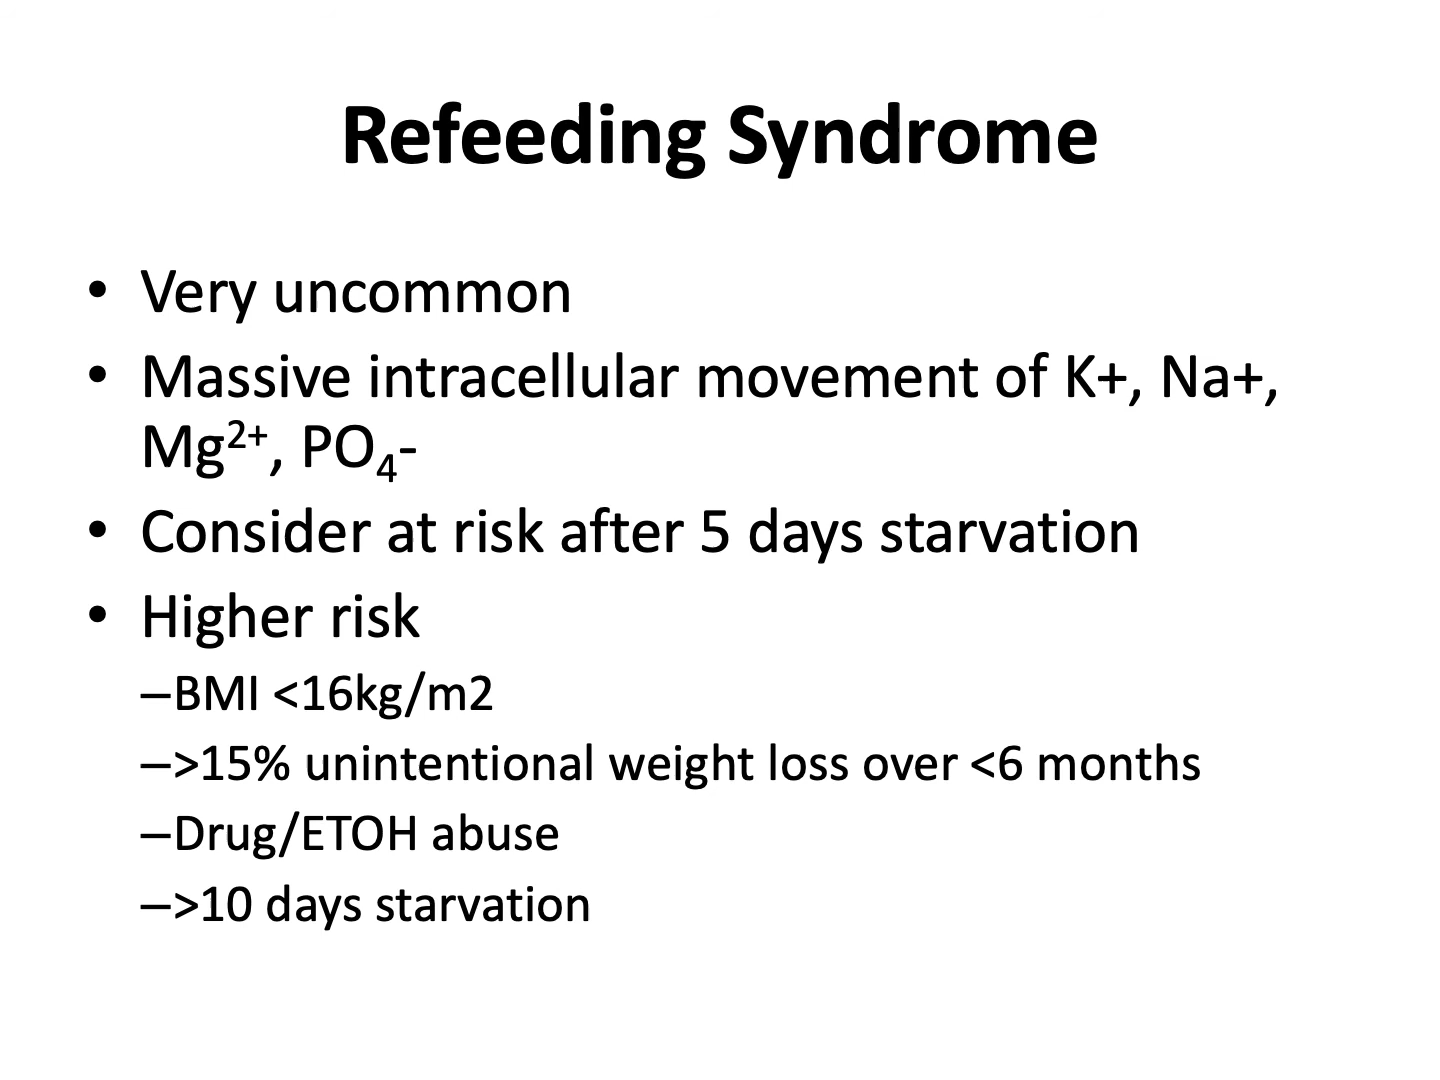 Refeeding Syndrome
• Very uncommon
• Massive intracellular movement of K+, Na+,
Mg²⁺, PO₄-
• Consider at risk after 5 days starvation
• Higher risk
–BMI <16kg/m2
–>15% unintentional weight loss over <6 months
–Drug/ETOH abuse
–>10 days starvation